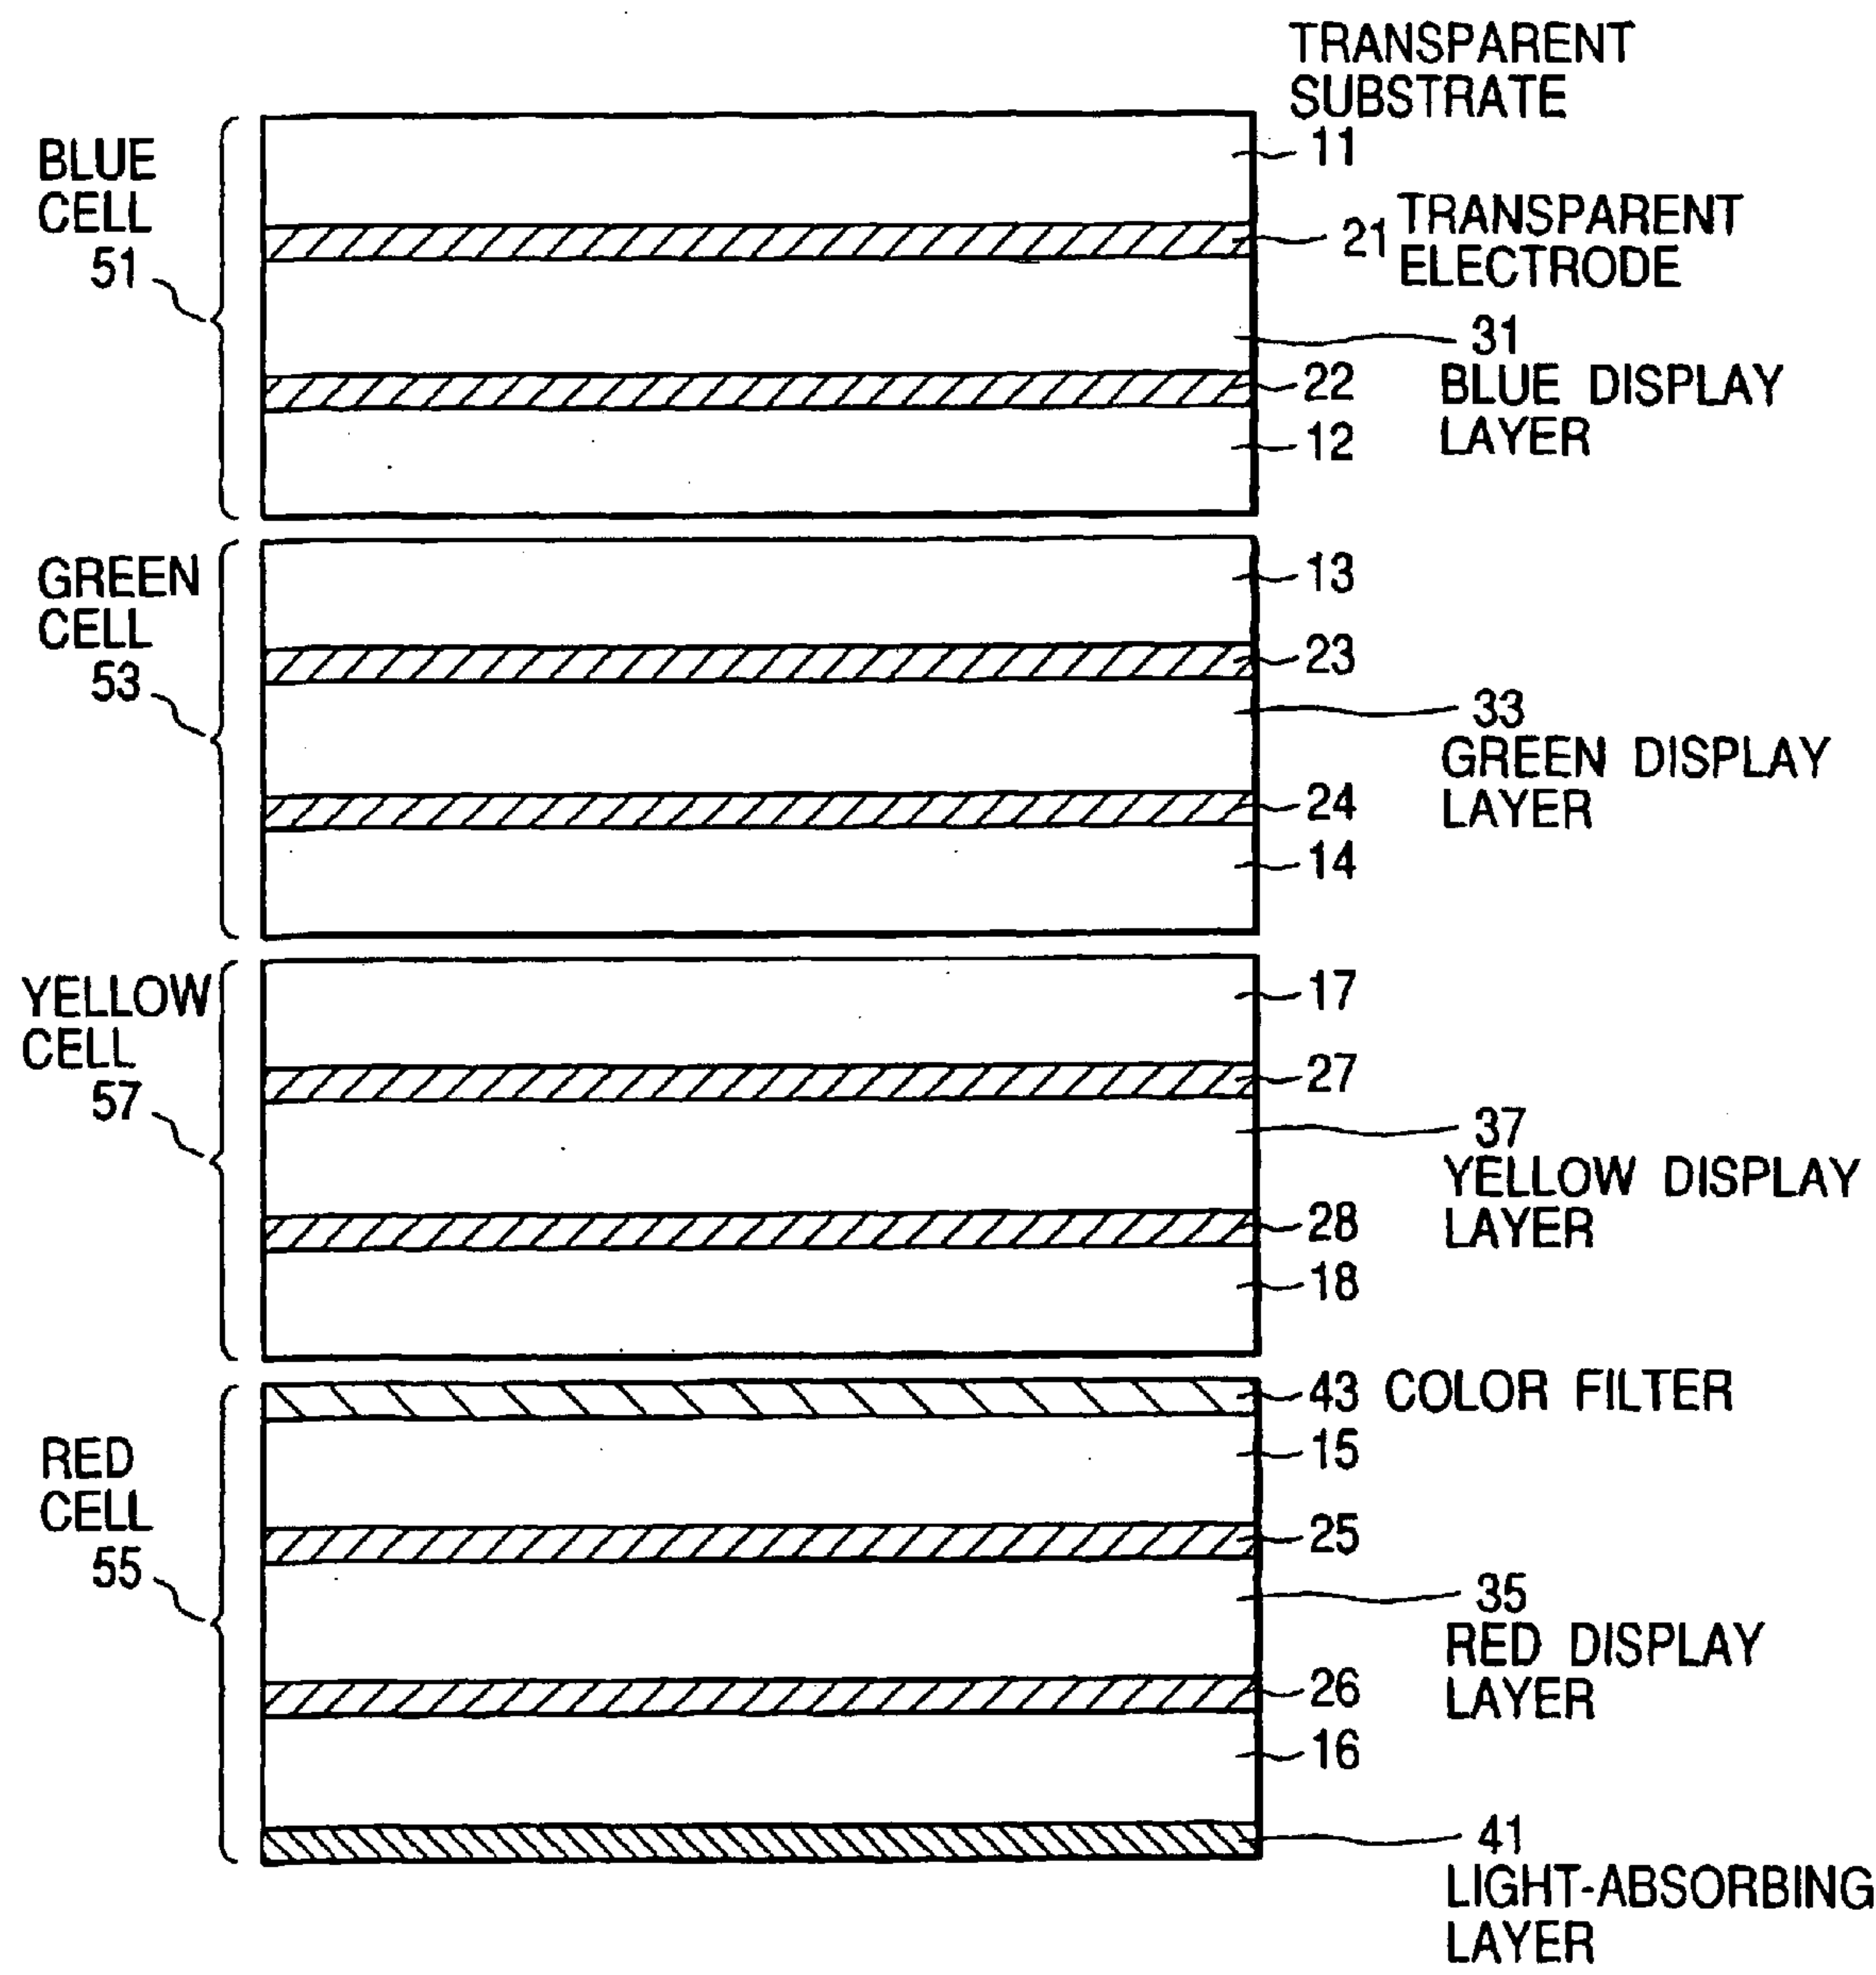 TRANSPARENT
SUBSTRATE
11
BLUE
CELL
51
21 TRANSPARENT
ELECTRODE
31
BLUE DISPLAY
LAYER
22
12
GREEN
CELL
53
13
23
33
GREEN DISPLAY
LAYER
24
14
YELLOW
CELL
57
17
27
37
YELLOW DISPLAY
LAYER
28
18
43 COLOR FILTER
RED
CELL
55
15
25
35
RED DISPLAY
LAYER
26
16
41
LIGHT-ABSORBING
LAYER